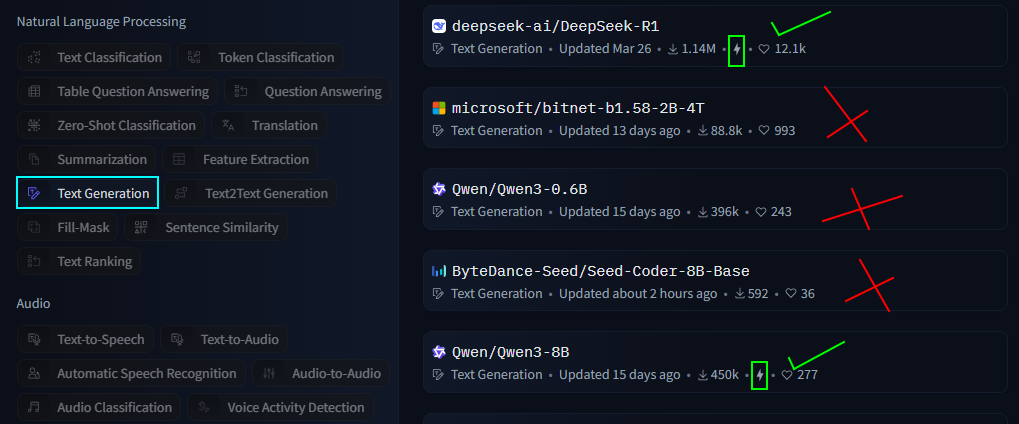 Natural Language Processing
Text Classification
Token Classification
Table Question Answering
Question Answering
Zero-Shot Classification
Translation
Summarization
Feature Extraction
Text Generation
Text2Text Generation
Fill-Mask
Sentence Similarity
Text Ranking
Audio
Text-to-Speech
Text-to-Audio
Automatic Speech Recognition
Audio-to-Audio
Audio Classification
Voice Activity Detection
deepseek-ai/DeepSeek-R1
Text Generation • Updated Mar 26 • 1.14M • • 12.1k
microsoft/bitnet-b1.58-2B-4T
Text Generation • Updated 13 days ago • 88.8k • 993
Qwen/Qwen3-0.6B
Text Generation • Updated 15 days ago • 396k • 243
ByteDance-Seed/Seed-Coder-8B-Base
Text Generation • Updated about 2 hours ago • 592 • 36
Qwen/Qwen3-8B
Text Generation • Updated 15 days ago • 450k • • 277